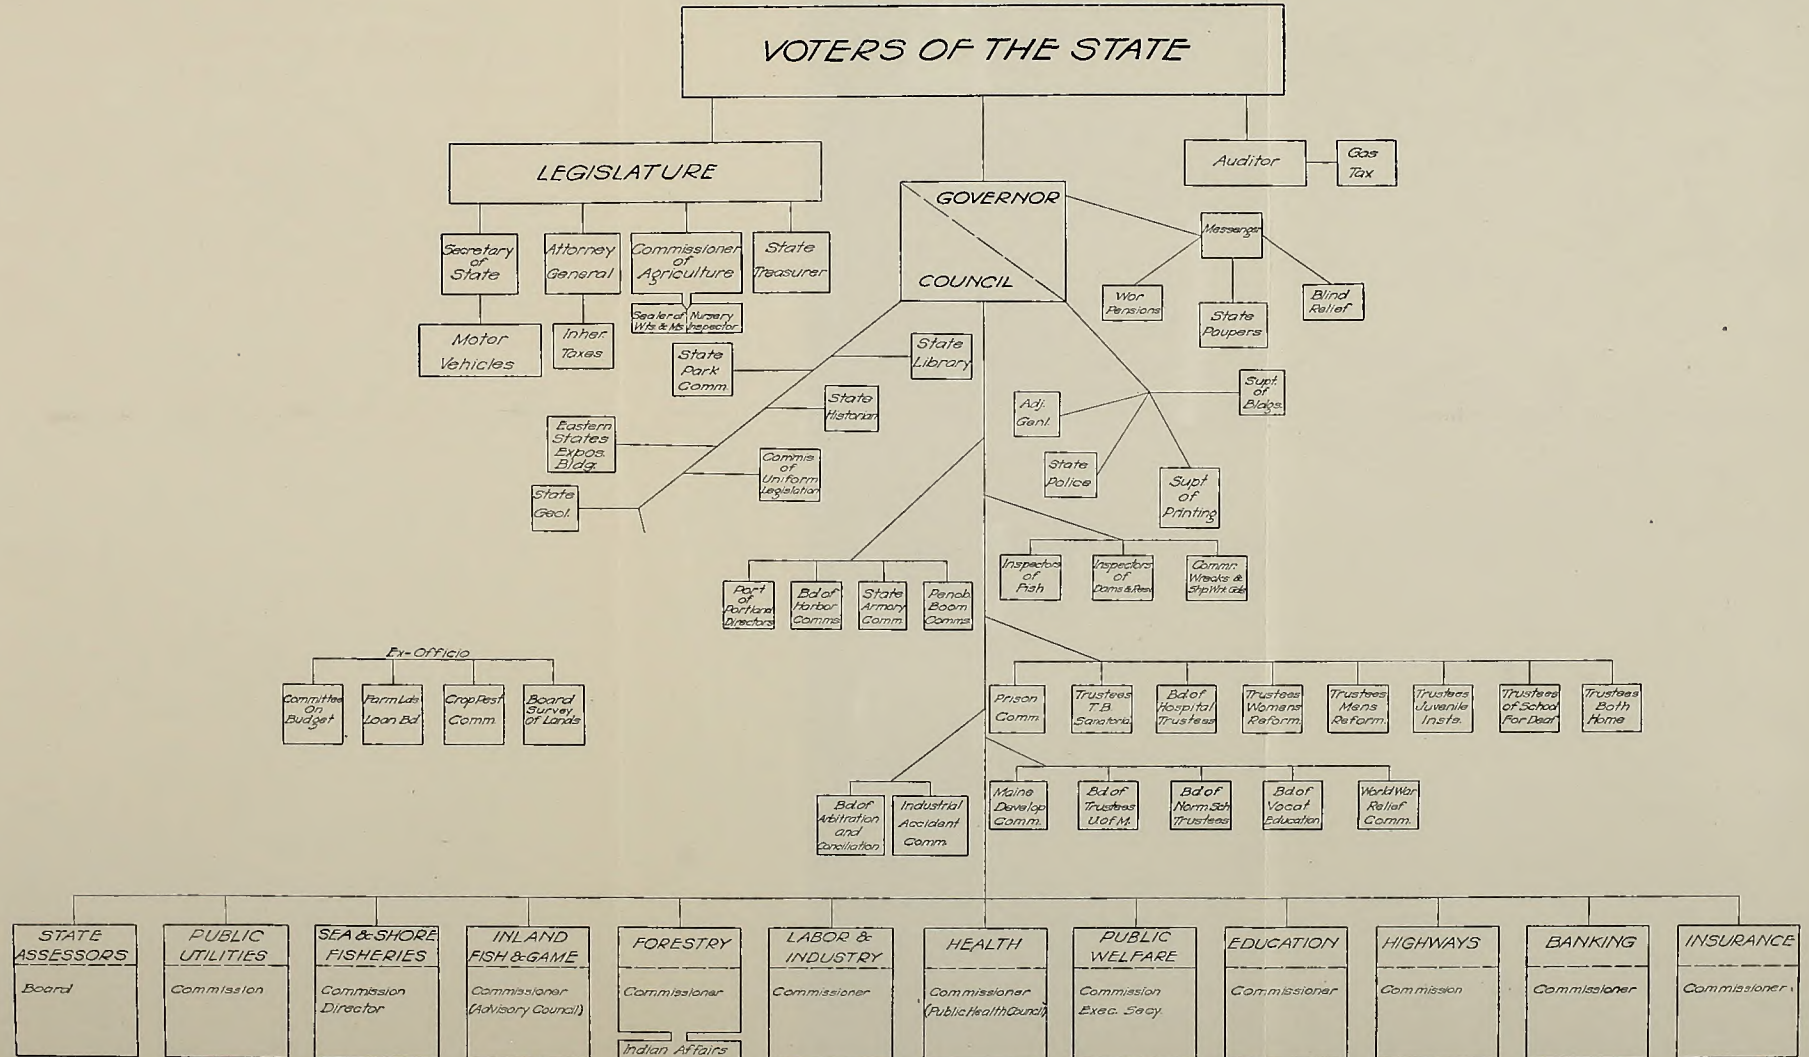 VOTERS OF THE STATE
LEGISLATURE
Auditor
Gas
Tax
GOVERNOR
COUNCIL
Messenger
Secretary
of
State
Attorney
General
Commissioner
of
Agriculture
State
Treasurer
War
Pensions
State
Paupers
Blind
Relief
Motor
Vehicles
Inher.
Taxes
Sealer of
Wts. & Ms.
Nursery
Inspector
State
Park
Comm.
State
Library
State
Historian
Adj.
Genl.
Supt.
of
Bldgs.
Eastern
States
Expos.
Bldg.
Commis.
of
Uniform
Legislation
State
Police
Supt
of
Printing
State
Geol.
Inspectors
of
Fish
Inspectors
of
Dams & Resv.
Commr.
Wrecks &
Port
of
Portland
Directors
Bd of
Harbor
Comms
State
Armory
Comm.
Penob.
Boom
Comms
Ex-Officio
Committee
On
Budget
Farm Lds
Loan Bd
Crop Pest
Comm.
Board
Survey
of Lands
Prison
Comm.
Trustees
T.B.
Sanatoria.
Bd. of
Hospital
Trustees
Trustees
Womens
Reform.
Trustees
Mens
Reform.
Trustees
Juvenile
Insts.
Trustees
of School
For Deaf
Trustees
Both
Home
Bd of
Arbitration
and
Conciliation
Industrial
Accident
Comm.
Maine
Develop
Comm.
Bd. of
Trustees
U of M.
Bd. of
Norm. Sch
Trustees
Bd of
Vocat
Education
World War
Relief
Comm.
STATE
ASSESSORS
Board
PUBLIC
UTILITIES
Commission
SEA & SHORE
FISHERIES
Commission
Director
INLAND
FISH & GAME
Commissioner
(Advisory Council)
FORESTRY
Commissioner
Indian Affairs
LABOR &
INDUSTRY
Commissioner
HEALTH
Commissioner
(Public Health Council)
PUBLIC
WELFARE
Commission
Exec. Secy.
EDUCATION
Commissioner
HIGHWAYS
Commission
BANKING
Commissioner
INSURANCE
Commissioner.